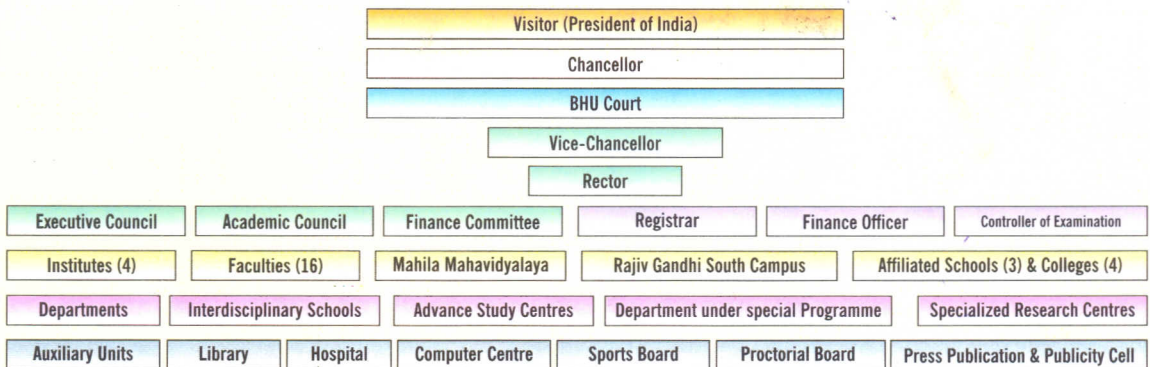 Visitor (President of India)
Chancellor
BHU Court
Vice-Chancellor
Rector
Executive Council Academic Council Finance Committee Registrar Finance Officer Controller of Examination
Institutes (4) Faculties (16) Mahila Mahavidyalaya Rajiv Gandhi South Campus Affiliated Schools (3) & Colleges (4)
Departments Interdisciplinary Schools Advance Study Centres Department under special Programme Specialized Research Centres
Auxiliary Units Library Hospital Computer Centre Sports Board Proctorial Board Press Publication & Publicity Cell